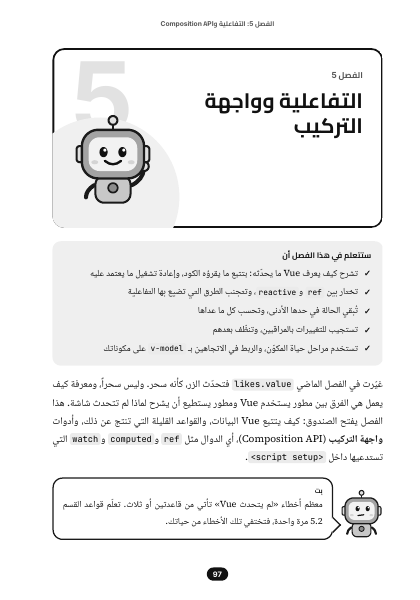 الفصل 5: التفاعلية وComposition API
5
الفصل 5
التفاعلية وواجهة
التركيب
ستتعلم في هذا الفصل أن
✓ تشرح كيف يعرف Vue ما يحدّثه: بتتبع ما يقرؤه الكود، وإعادة تشغيل ما يعتمد عليه
✓ تختار بين ref و reactive، وتتجنب الطرق التي تضيع بها التفاعلية
✓ تُبقي الحالة في حدها الأدنى، وتحسب كل ما عداها
✓ تستجيب للتغييرات بالمراقبين، وتنظّف بعدهم
✓ تستخدم مراحل حياة المكوّن، والربط في الاتجاهين بـ v-model على مكوناتك
غيّرت في الفصل الماضي likes.value فتحدّث الزر، كأنه سحر. وليس سحراً، ومعرفة كيف
يعمل هي الفرق بين مطور يستخدم Vue ومطور يستطيع أن يشرح لماذا لم تتحدث شاشة. هذا
الفصل يفتح الصندوق: كيف يتتبع Vue البيانات، والقواعد القليلة التي تنتج عن ذلك، وأدوات
واجهة التركيب (Composition API)، أي الدوال مثل ref و computed و watch التي
تستدعيها داخل <script setup>.
بت
معظم أخطاء «لم يتحدث Vue» تأتي من قاعدتين أو ثلاث. تعلّم قواعد القسم
5.2 مرة واحدة، فتختفي تلك الأخطاء من حياتك.
97